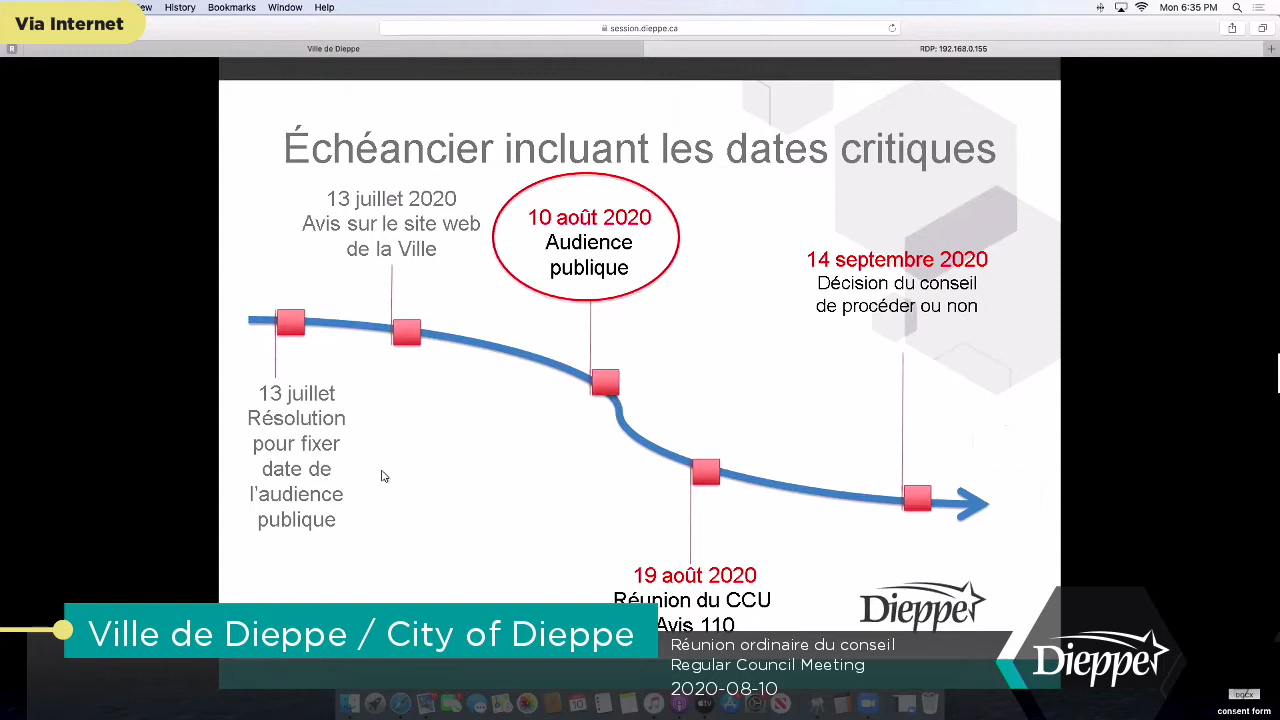 Via Internet
ew History Bookmarks Window Help
Mon 6:35 PM
session.dieppe.ca
R
Ville de Dieppe
RDP: 192.168.0.155
Échéancier incluant les dates critiques
13 juillet 2020
Avis sur le site web
de la Ville
10 août 2020
Audience
publique
14 septembre 2020
Décision du conseil
de procéder ou non
13 juillet
Résolution
pour fixer
date de
l'audience
publique
19 août 2020
Réunion du CCU
Avis 110
Dieppe
Ville de Dieppe / City of Dieppe
Réunion ordinaire du conseil
Regular Council Meeting
2020-08-10
Dieppe
DOCX
consent form